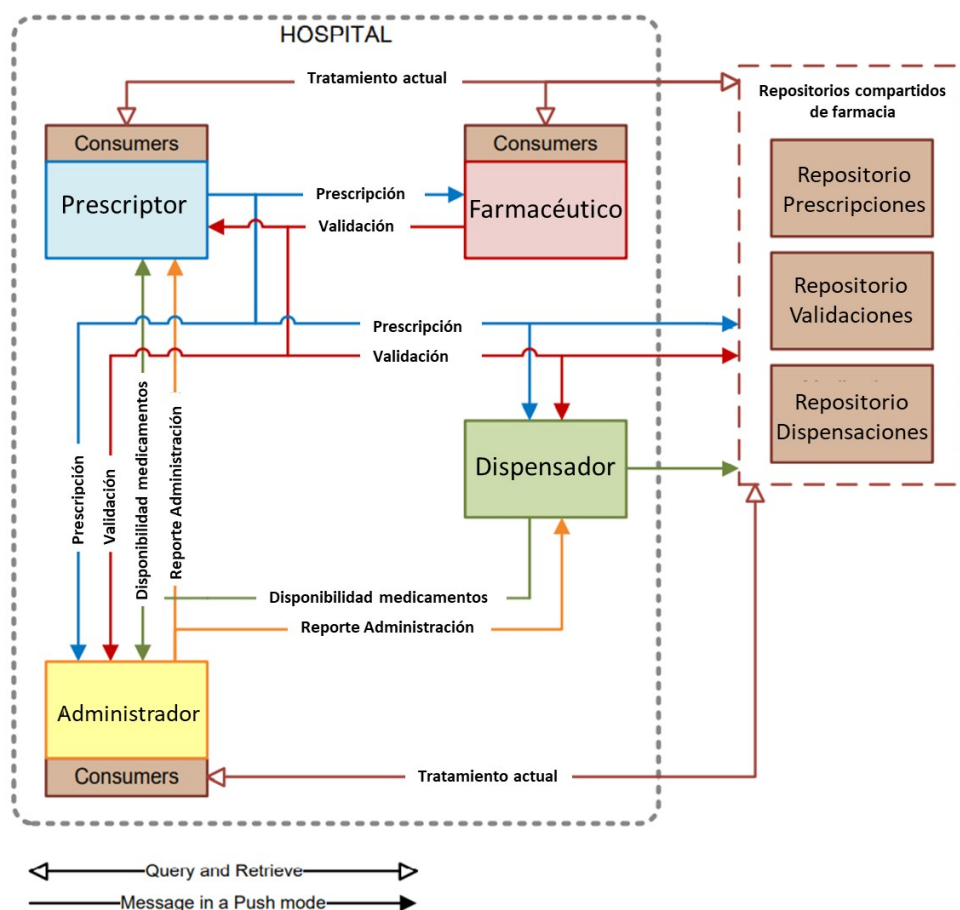 HOSPITAL
Tratamiento actual
Repositorios compartidos
de farmacia
Consumers
Consumers
Prescriptor
Farmacéutico
Prescripción
Validación
Repositorio
Prescripciones
Repositorio
Validaciones
Prescripción
Validación
Repositorio
Dispensaciones
Dispensador
Prescripción
Validación
Disponibilidad medicamentos
Reporte Administración
Disponibilidad medicamentos
Reporte Administración
Administrador
Consumers
Tratamiento actual
Query and Retrieve
Message in a Push mode